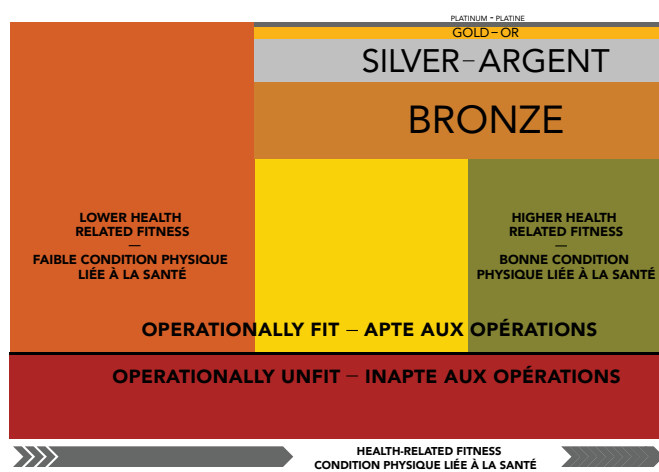 PLATINUM - PLATINE
GOLD – OR
SILVER – ARGENT
BRONZE
LOWER HEALTH
RELATED FITNESS
—
FAIBLE CONDITION PHYSIQUE
LIÉE À LA SANTÉ
HIGHER HEALTH
RELATED FITNESS
—
BONNE CONDITION
PHYSIQUE LIÉE À LA SANTÉ
OPERATIONALLY FIT – APTE AUX OPÉRATIONS
OPERATIONALLY UNFIT – INAPTE AUX OPÉRATIONS
HEALTH-RELATED FITNESS
CONDITION PHYSIQUE LIÉE À LA SANTÉ